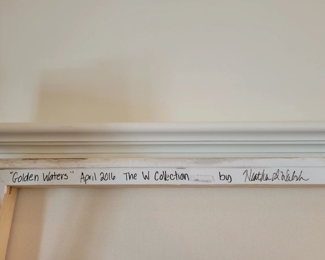 "Golden Waters" April 2016 The W Collection by